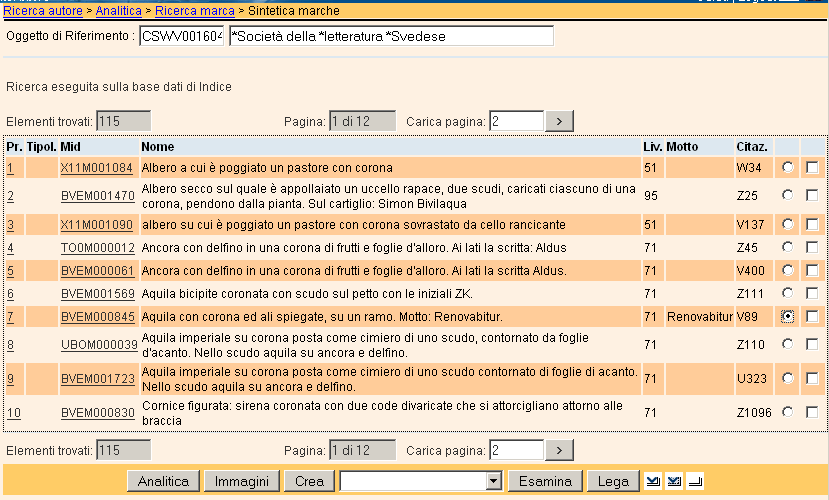 Ricerca autore > Analitica > Ricerca marca > Sintetica marche
Oggetto di Riferimento : CSWV001604 *Società della *letteratura *Svedese
Ricerca eseguita sulla base dati di Indice
Elementi trovati: 115 Pagina: 1 di 12 Carica pagina: 2 >
Pr. Tipol. Mid Nome Liv. Motto Citaz.
1 X11M001084 Albero a cui è poggiato un pastore con corona 51 W34
2 BVEM001470 Albero secco sul quale è appollaiato un uccello rapace, due scudi, caricati ciascuno di una
corona, pendono dalla pianta. Sul cartiglio: Simon Bivilaqua 95 Z25
3 X11M001090 albero su cui è poggiato un pastore con corona sovrastato da cello rancicante 51 V137
4 TO0M000012 Ancora con delfino in una corona di frutti e foglie d'alloro. Ai lati la scritta: Aldus 71 Z45
5 BVEM000061 Ancora con delfino in una corona di frutti e foglie d'alloro. Ai lati la scritta Aldus. 71 V400
6 BVEM001569 Aquila bicipite coronata con scudo sul petto con le iniziali ZK. 71 Z111
7 BVEM000845 Aquila con corona ed ali spiegate, su un ramo. Motto: Renovabitur. 71 Renovabitur V89
8 UBOM000039 Aquila imperiale su corona posta come cimiero di uno scudo, contornato da foglie
d'acanto. Nello scudo aquila su ancora e delfino. 71 Z110
9 BVEM001723 Aquila imperiale su corona posta come cimiero di uno scudo contornato di foglie di acanto.
Nello scudo aquila su ancora e delfino. 71 U323
10 BVEM000830 Cornice figurata: sirena coronata con due code divaricate che si attorcigliano attorno alle
braccia 71 Z1096
Elementi trovati: 115 Pagina: 1 di 12 Carica pagina: 2 >
Analitica Immagini Crea Esamina Lega